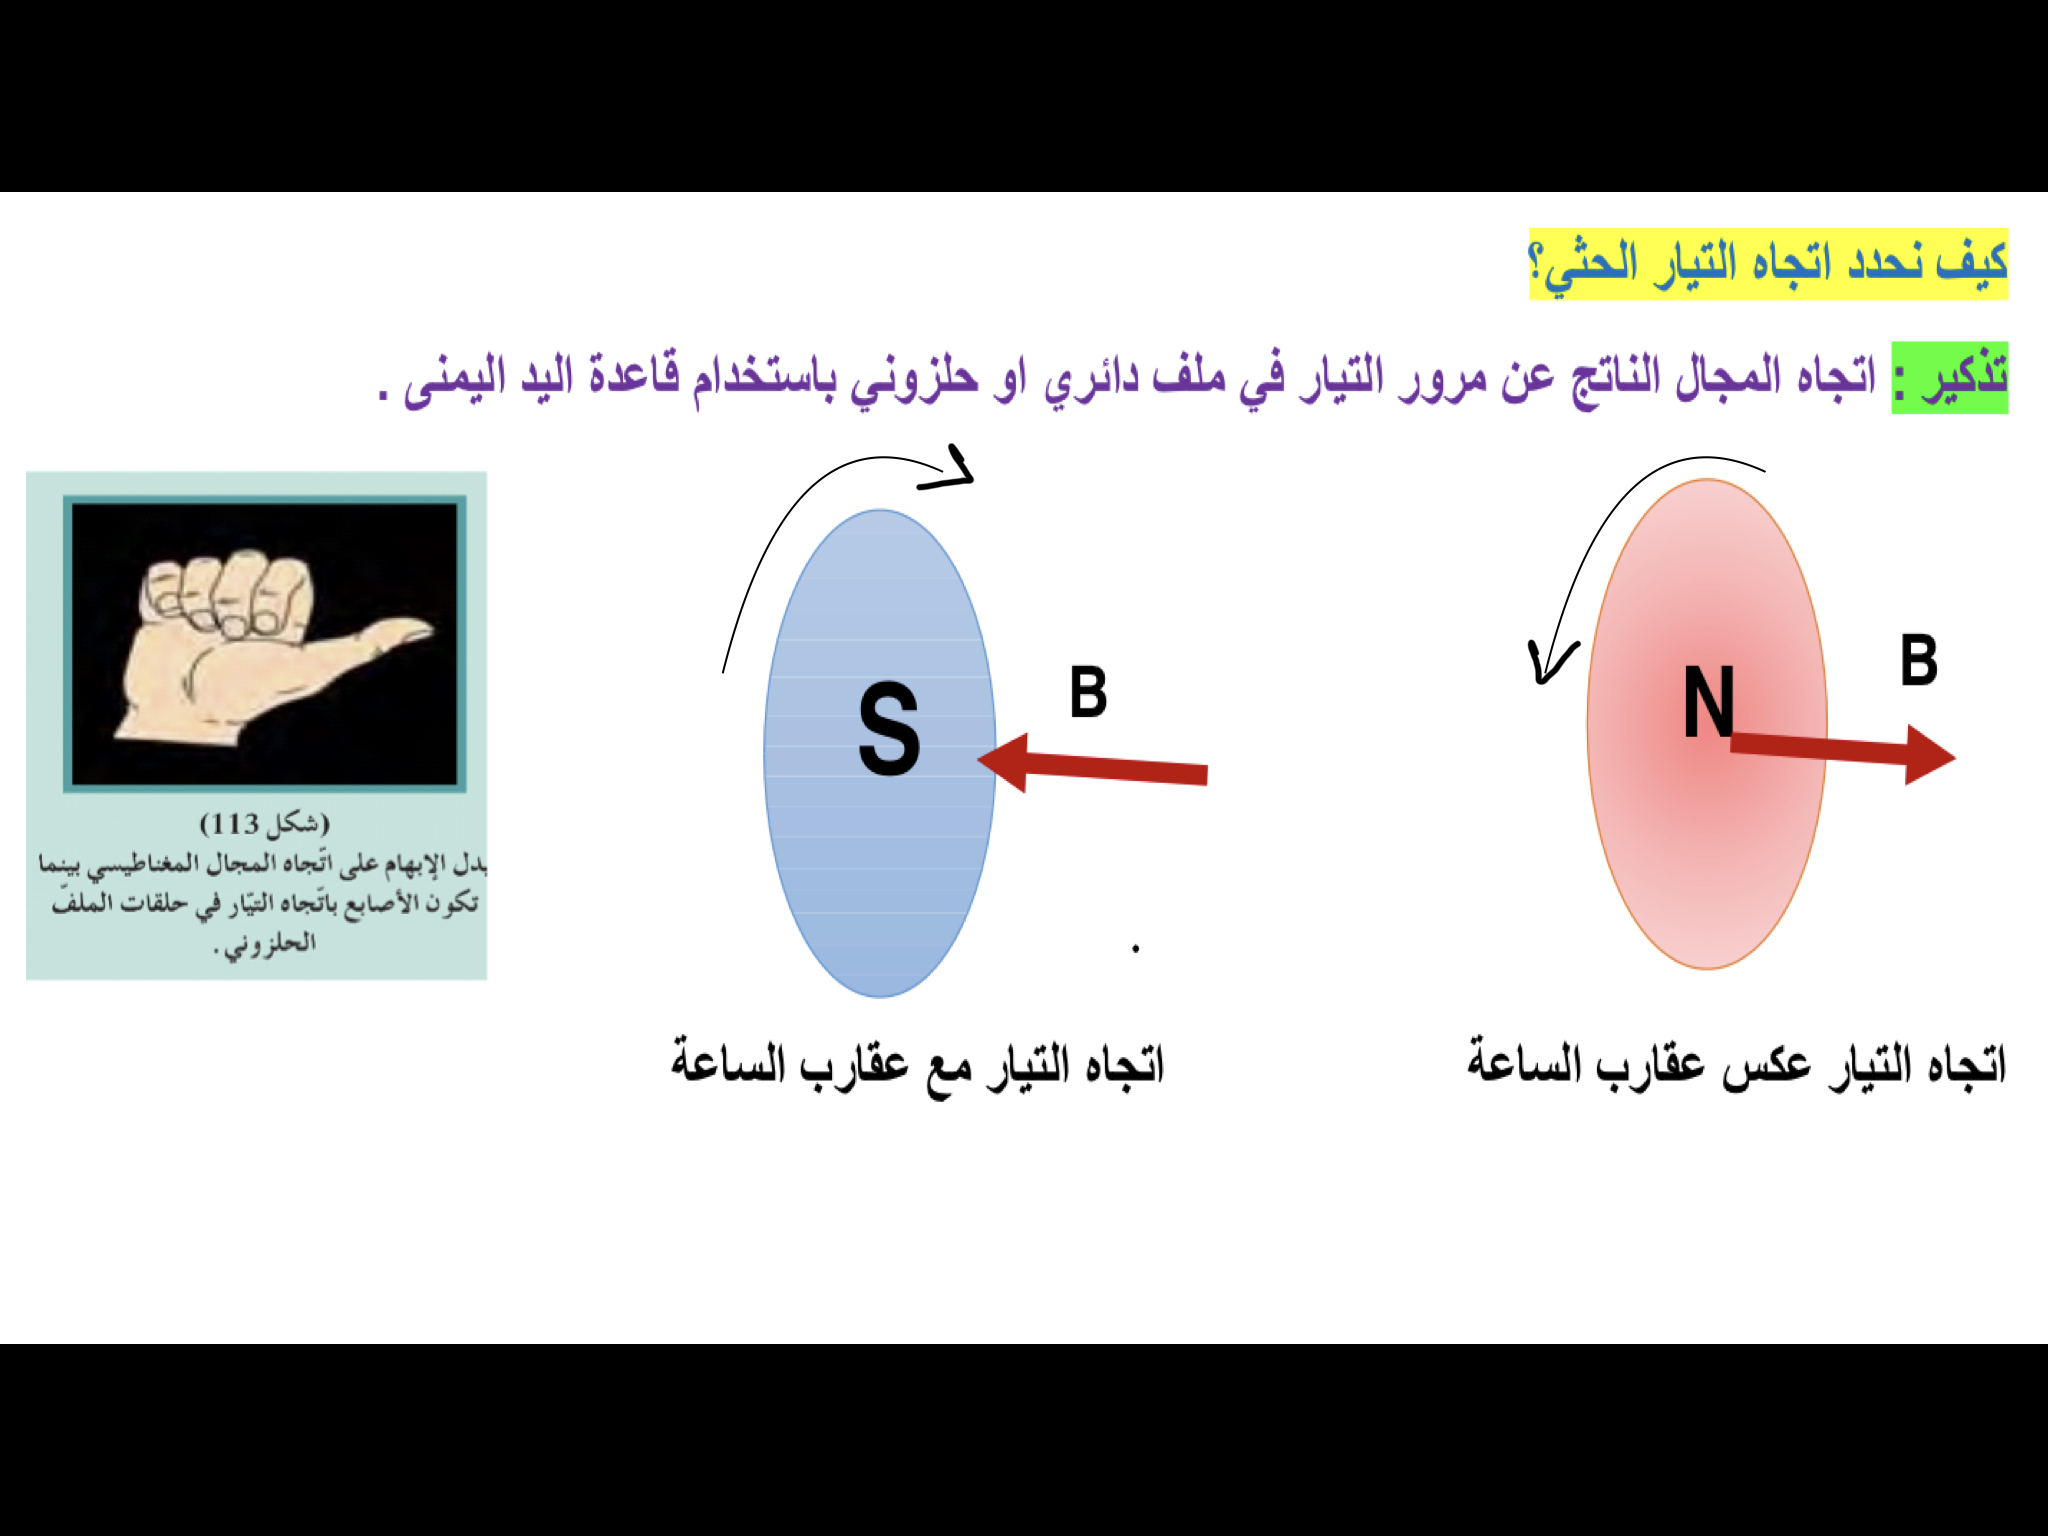 كيف نحدد اتجاه التيار الحثي؟
تذكير : اتجاه المجال الناتج عن مرور التيار في ملف دائري او حلزوني باستخدام قاعدة اليد اليمنى .
N
B
S
B
اتجاه التيار عكس عقارب الساعة
اتجاه التيار مع عقارب الساعة
(شكل 113)
يدل الإبهام على اتّجاه المجال المغناطيسي بينما
تكون الأصابع باتّجاه التيّار في حلقات الملفّ
الحلزوني .